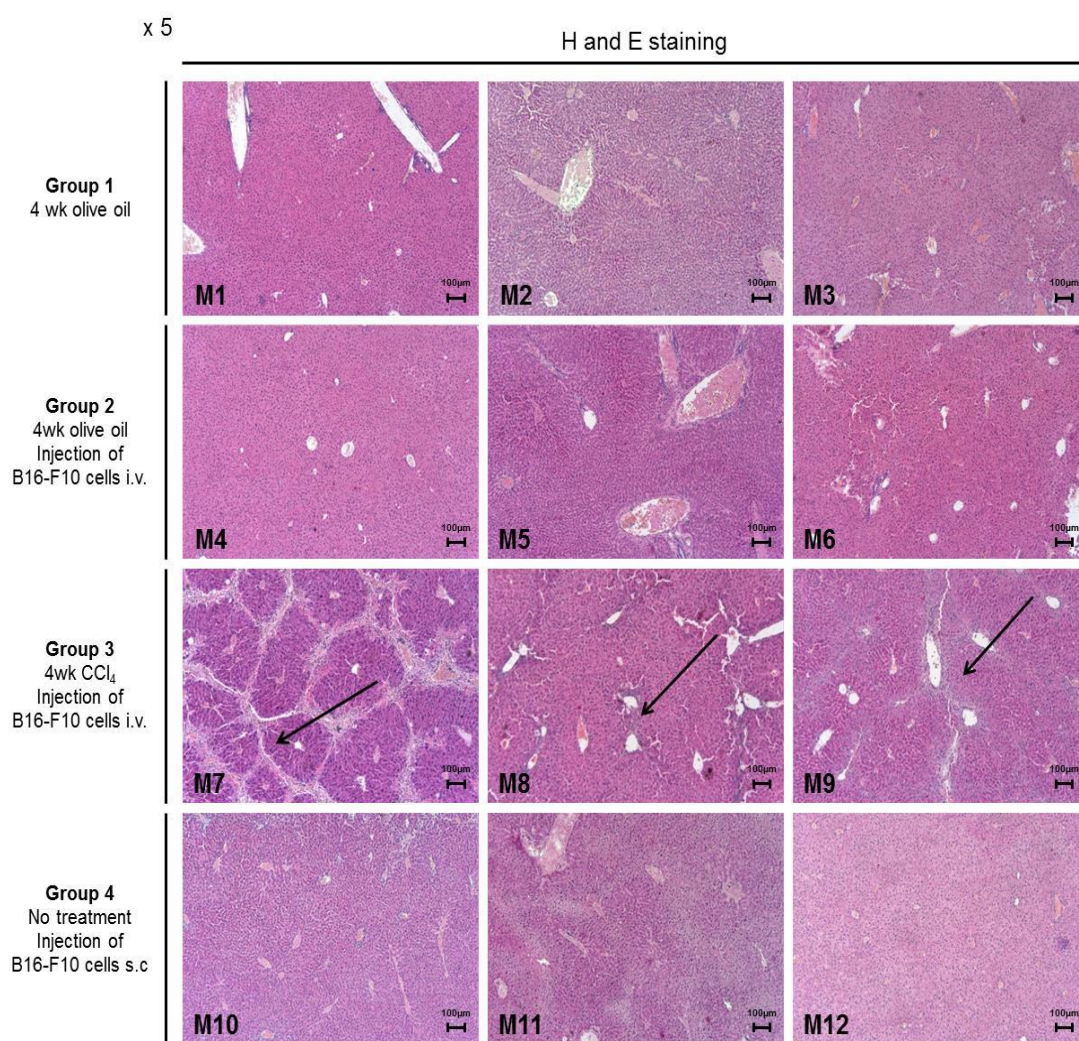 x 5
H and E staining
Group 1
4 wk olive oil
100µm
M1
100µm
M2
100µm
M3
Group 2
4wk olive oil
Injection of
B16-F10 cells i.v.
100µm
M4
100µm
M5
100µm
M6
Group 3
4wk CCl₄
Injection of
B16-F10 cells i.v.
100µm
M7
100µm
M8
100µm
M9
Group 4
No treatment
Injection of
B16-F10 cells s.c
100µm
M10
100µm
M11
100µm
M12